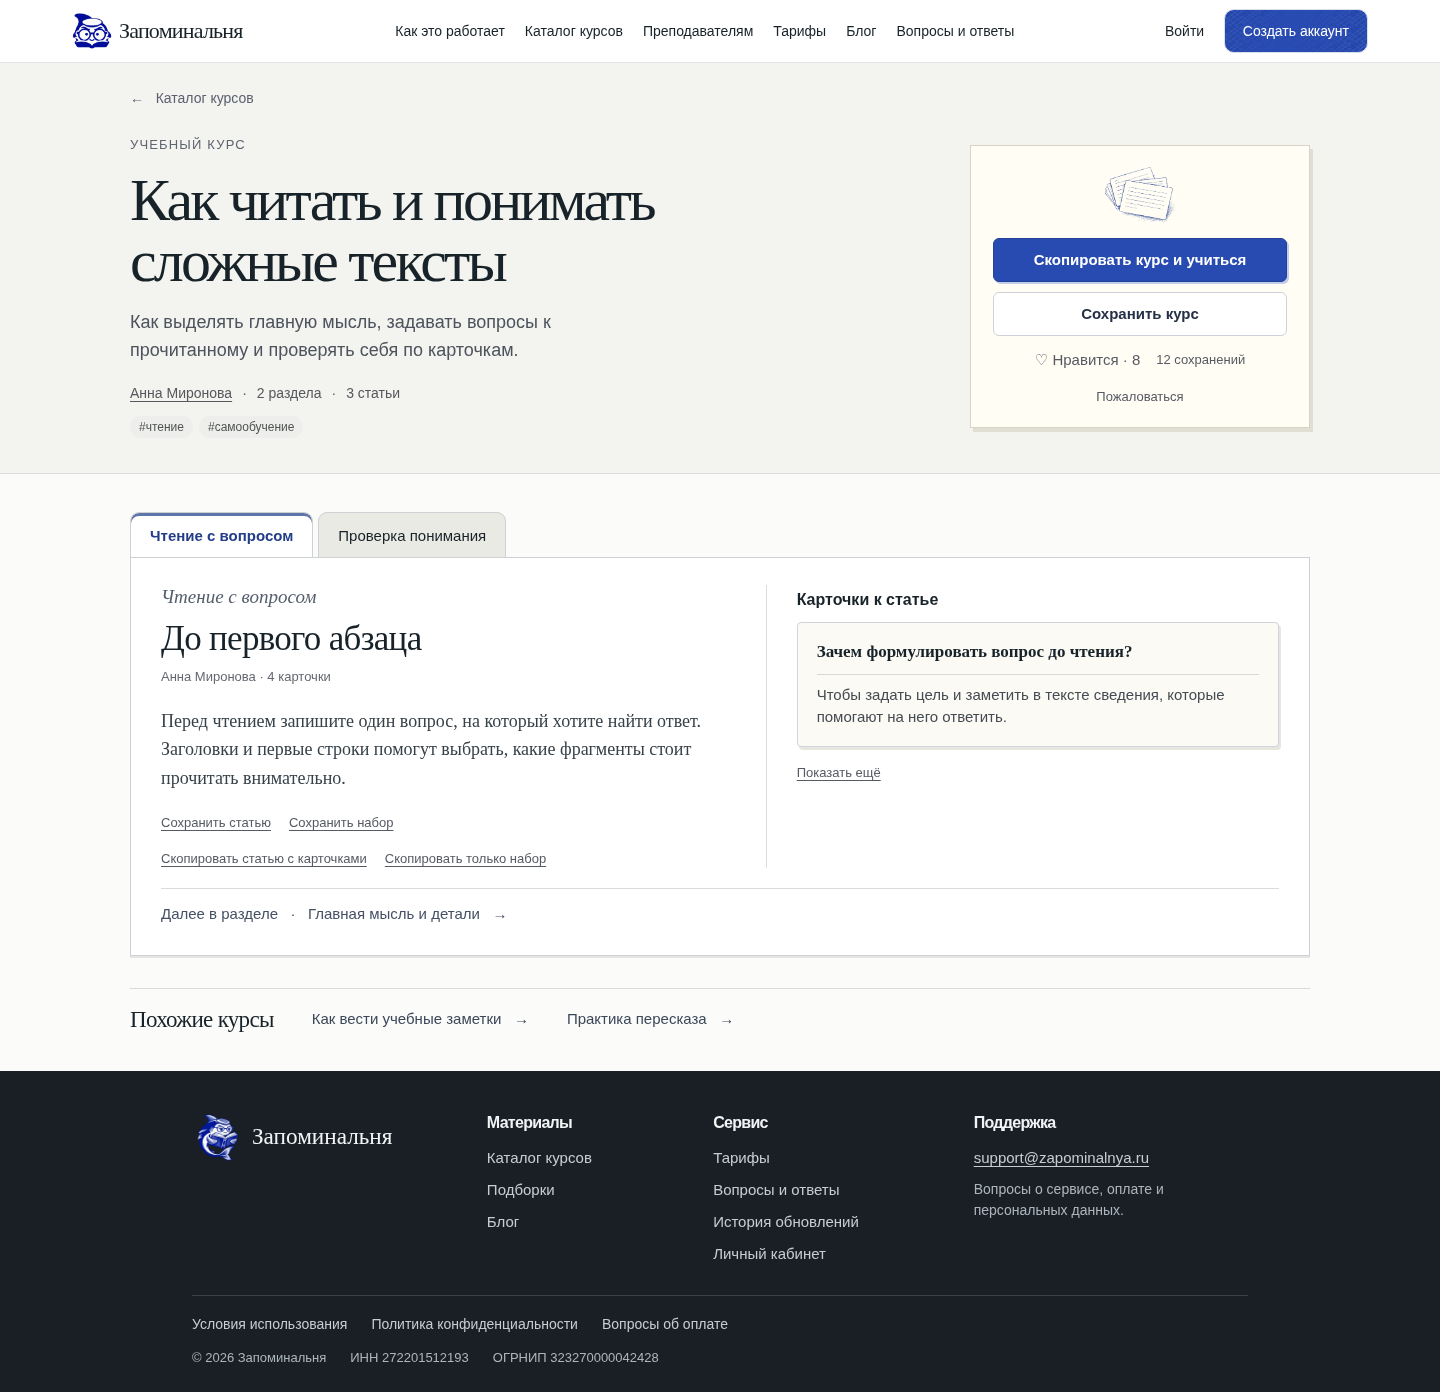 Запоминальня
Как это работает
Каталог курсов
Преподавателям
Тарифы
Блог
Вопросы и ответы
Войти
Создать аккаунт
← Каталог курсов
УЧЕБНЫЙ КУРС
Как читать и понимать
сложные тексты
Как выделять главную мысль, задавать вопросы к
прочитанному и проверять себя по карточкам.
Анна Миронова · 2 раздела · 3 статьи
#чтение #самообучение
Скопировать курс и учиться
Сохранить курс
♡ Нравится · 8 12 сохранений
Пожаловаться
Чтение с вопросом
Проверка понимания
Чтение с вопросом
До первого абзаца
Анна Миронова · 4 карточки
Перед чтением запишите один вопрос, на который хотите найти ответ.
Заголовки и первые строки помогут выбрать, какие фрагменты стоит
прочитать внимательно.
Сохранить статью Сохранить набор
Скопировать статью с карточками Скопировать только набор
Карточки к статье
Зачем формулировать вопрос до чтения?
Чтобы задать цель и заметить в тексте сведения, которые
помогают на него ответить.
Показать ещё
Далее в разделе · Главная мысль и детали →
Похожие курсы
Как вести учебные заметки →
Практика пересказа →
Запоминальня
Материалы
Каталог курсов
Подборки
Блог
Сервис
Тарифы
Вопросы и ответы
История обновлений
Личный кабинет
Поддержка
support@zapominalnya.ru
Вопросы о сервисе, оплате и
персональных данных.
Условия использования Политика конфиденциальности Вопросы об оплате
© 2026 Запоминальня ИНН 272201512193 ОГРНИП 323270000042428